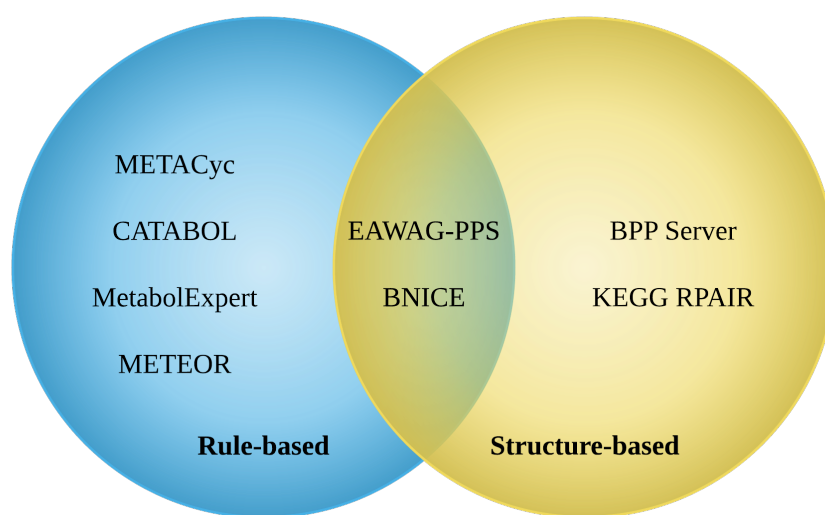 METACyc
CATABOL
EAWAG-PPS
BPP Server
MetabolExpert
BNICE
KEGG RPAIR
METEOR
Rule-based
Structure-based